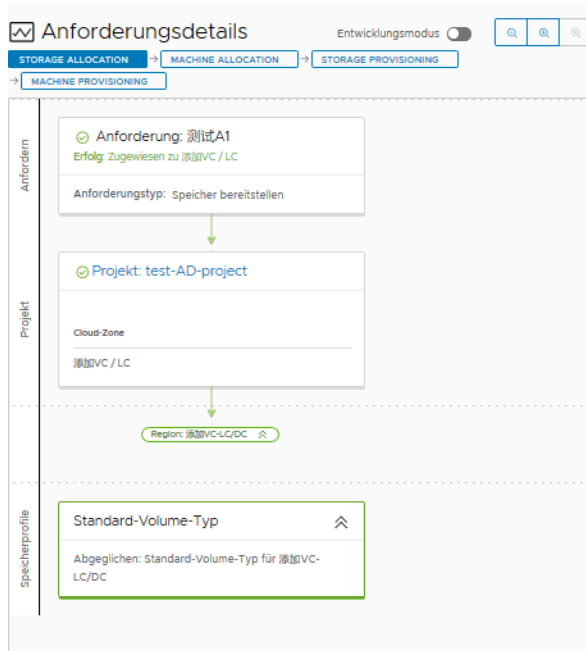 Anforderungsdetails
Entwicklungsmodus
STORAGE ALLOCATION
MACHINE ALLOCATION
STORAGE PROVISIONING
MACHINE PROVISIONING
Anfordern
Anforderung: 测试A1
Erfolg: Zugewiesen zu 添加VC / LC
Anforderungstyp: Speicher bereitstellen
Projekt
Projekt: test-AD-project
Cloud-Zone
添加VC / LC
Region: 添加VC-LC/DC
Speicherprofile
Standard-Volume-Typ
Abgeglichen: Standard-Volume-Typ für 添加VC-
LC/DC